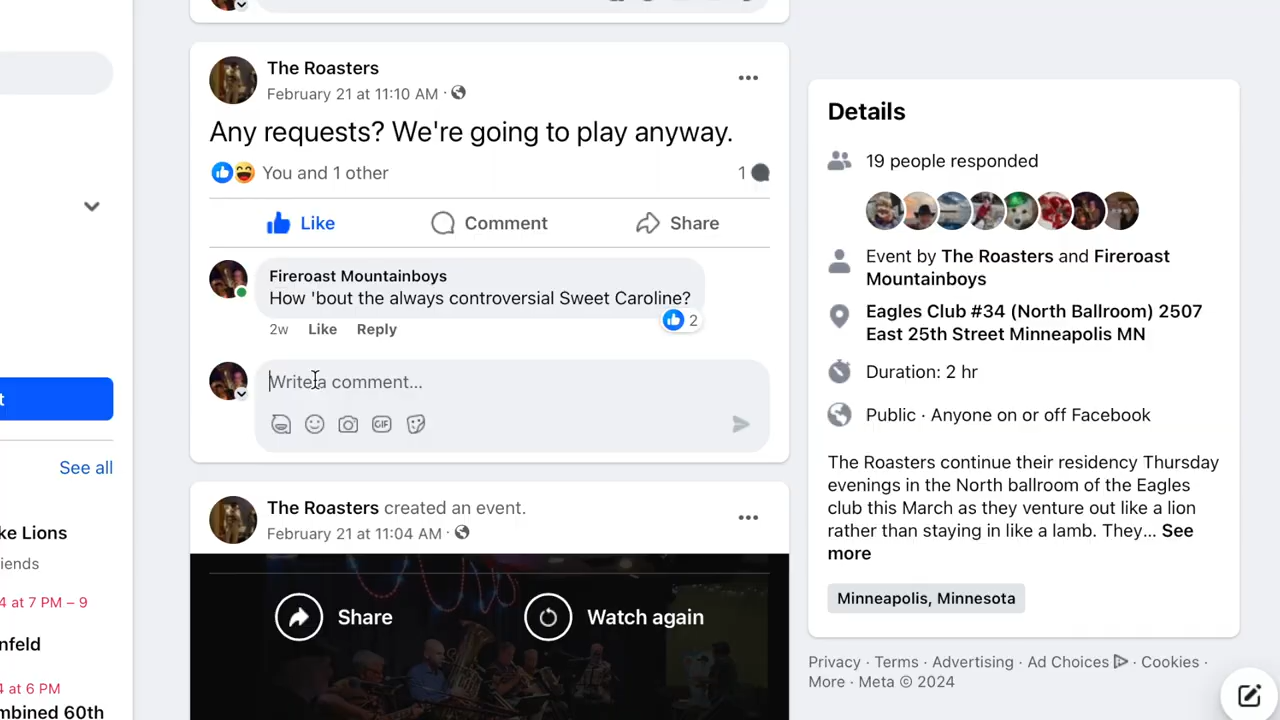 The Roasters
February 21 at 11:10 AM ·
Any requests? We're going to play anyway.
You and 1 other
1
Like
Comment
Share
Fireroast Mountainboys
How 'bout the always controversial Sweet Caroline?
2
2w Like Reply
Write a comment...
GIF
The Roasters created an event.
February 21 at 11:04 AM ·
Share
Watch again
See all
ke Lions
iends
4 at 7 PM – 9
nfeld
4 at 6 PM
mbined 60th
t
Details
19 people responded
Event by The Roasters and Fireroast
Mountainboys
Eagles Club #34 (North Ballroom) 2507
East 25th Street Minneapolis MN
Duration: 2 hr
Public · Anyone on or off Facebook
The Roasters continue their residency Thursday
evenings in the North ballroom of the Eagles
club this March as they venture out like a lion
rather than staying in like a lamb. They... See
more
Minneapolis, Minnesota
Privacy · Terms · Advertising · Ad Choices · Cookies ·
More · Meta © 2024